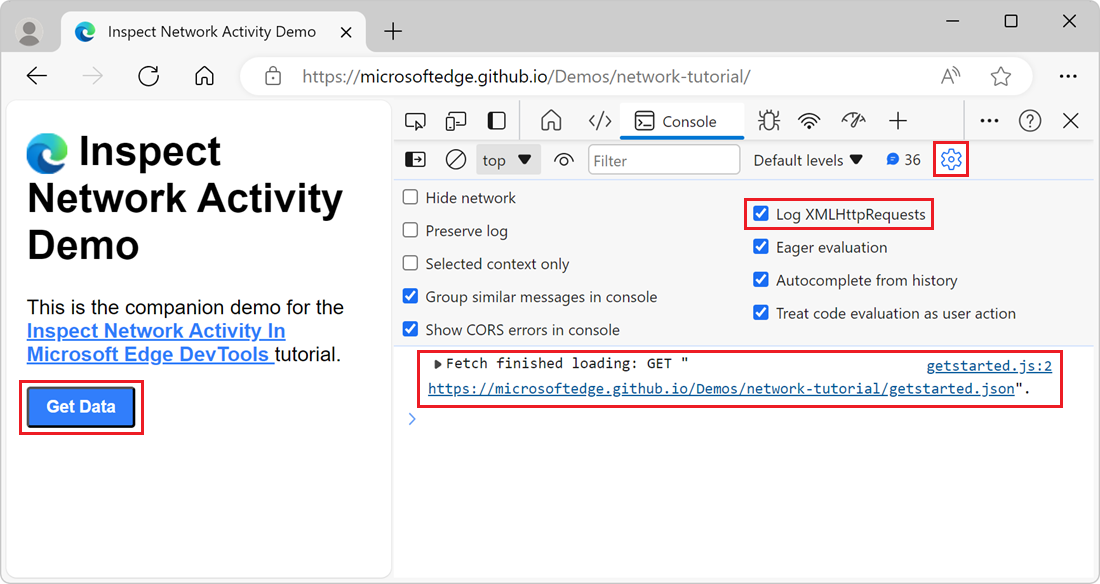 Inspect Network Activity Demo
https://microsoftedge.github.io/Demos/network-tutorial/
Inspect
Network Activity
Demo
This is the companion demo for the
Inspect Network Activity In
Microsoft Edge DevTools tutorial.
Get Data
Console
top
Filter
Default levels
36
Hide network
Preserve log
Selected context only
Group similar messages in console
Show CORS errors in console
Log XMLHttpRequests
Eager evaluation
Autocomplete from history
Treat code evaluation as user action
Fetch finished loading: GET " getstarted.js:2
https://microsoftedge.github.io/Demos/network-tutorial/getstarted.json".